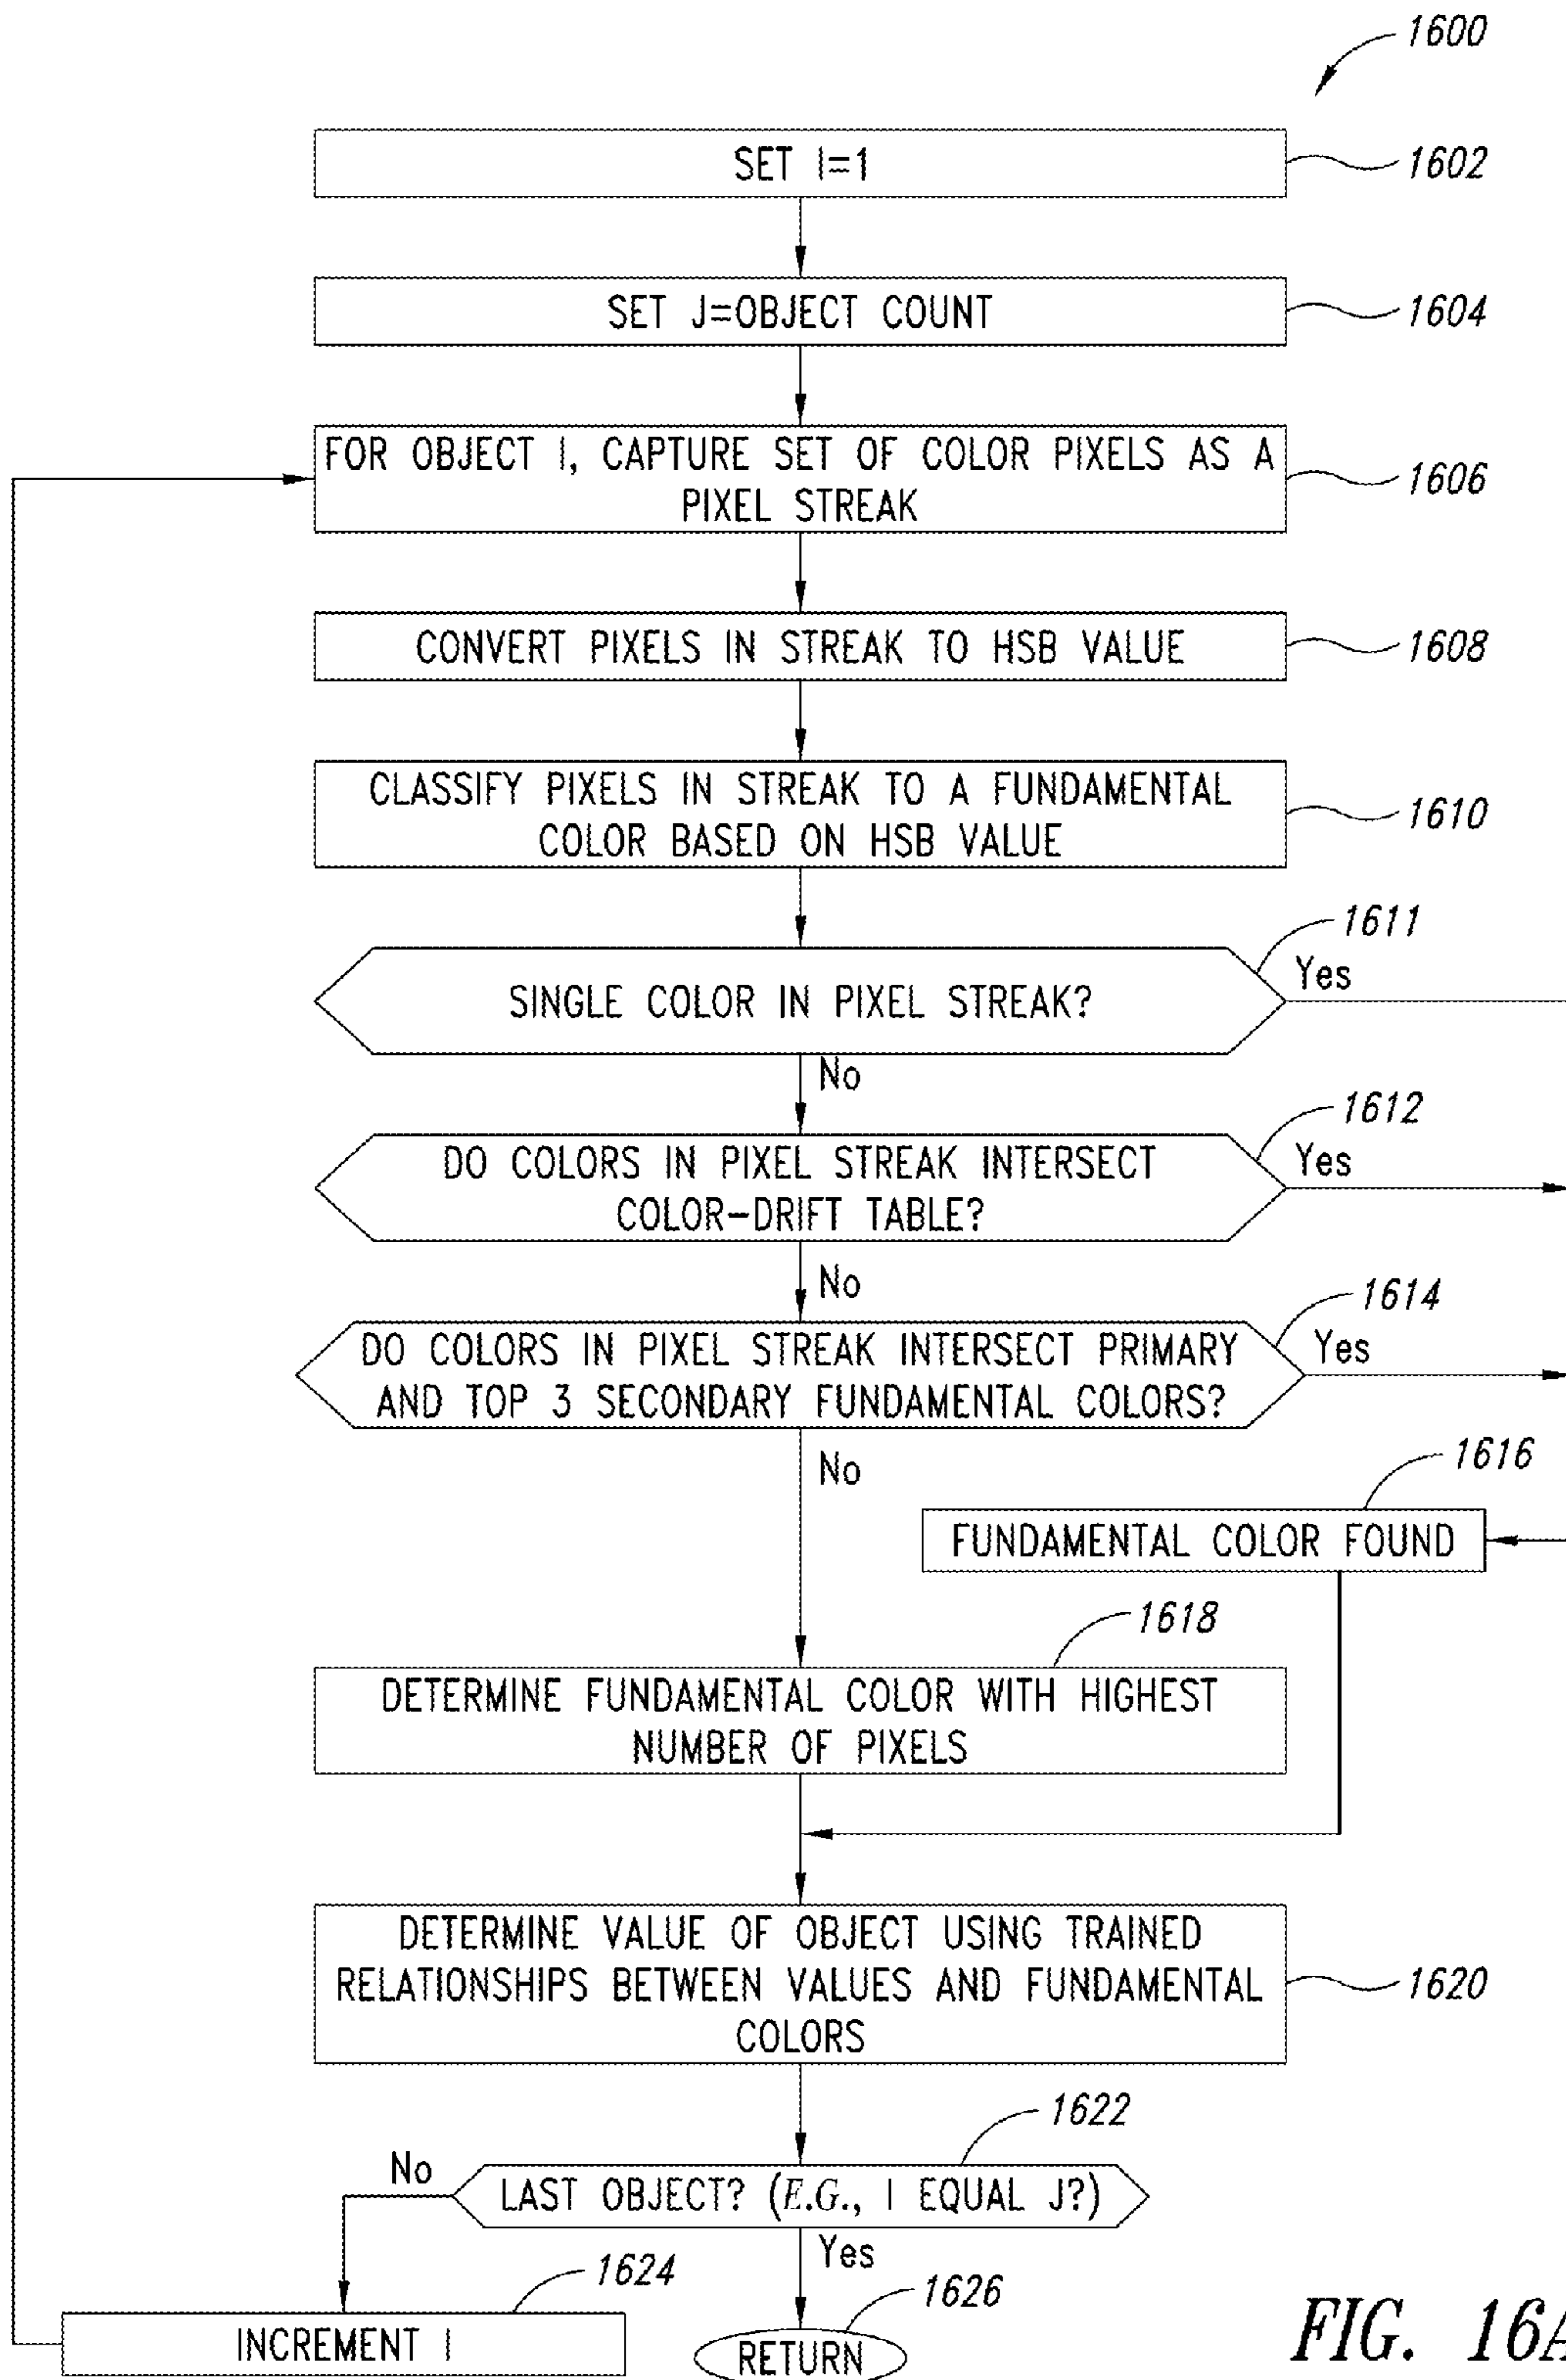 1600
SET I=1
1602
SET J=OBJECT COUNT
1604
FOR OBJECT I, CAPTURE SET OF COLOR PIXELS AS A
PIXEL STREAK
1606
CONVERT PIXELS IN STREAK TO HSB VALUE
1608
CLASSIFY PIXELS IN STREAK TO A FUNDAMENTAL
COLOR BASED ON HSB VALUE
1610
1611
SINGLE COLOR IN PIXEL STREAK?
Yes
No
1612
DO COLORS IN PIXEL STREAK INTERSECT
COLOR-DRIFT TABLE?
Yes
No
1614
DO COLORS IN PIXEL STREAK INTERSECT PRIMARY
AND TOP 3 SECONDARY FUNDAMENTAL COLORS?
Yes
No
1616
FUNDAMENTAL COLOR FOUND
1618
DETERMINE FUNDAMENTAL COLOR WITH HIGHEST
NUMBER OF PIXELS
DETERMINE VALUE OF OBJECT USING TRAINED
RELATIONSHIPS BETWEEN VALUES AND FUNDAMENTAL
COLORS
1620
1622
No
LAST OBJECT? (E.G., I EQUAL J?)
Yes
1624
INCREMENT I
1626
RETURN
FIG. 16A